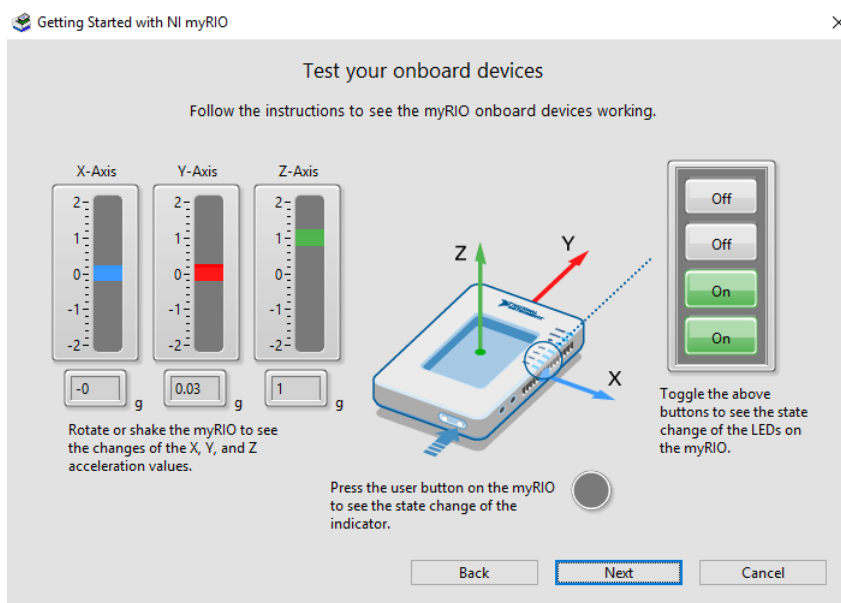 Getting Started with NI myRIO
Test your onboard devices
Follow the instructions to see the myRIO onboard devices working.
X-Axis
2
1
0
-1
-2
-0
g
Y-Axis
2
1
0
-1
-2
0.03
g
Z-Axis
2
1
0
-1
-2
1
g
Rotate or shake the myRIO to see
the changes of the X, Y, and Z
acceleration values.
Z
Y
X
NATIONAL
INSTRUMENTS
Press the user button on the myRIO
to see the state change of the
indicator.
Off
Off
On
On
Toggle the above
buttons to see the state
change of the LEDs on
the myRIO.
Back
Next
Cancel